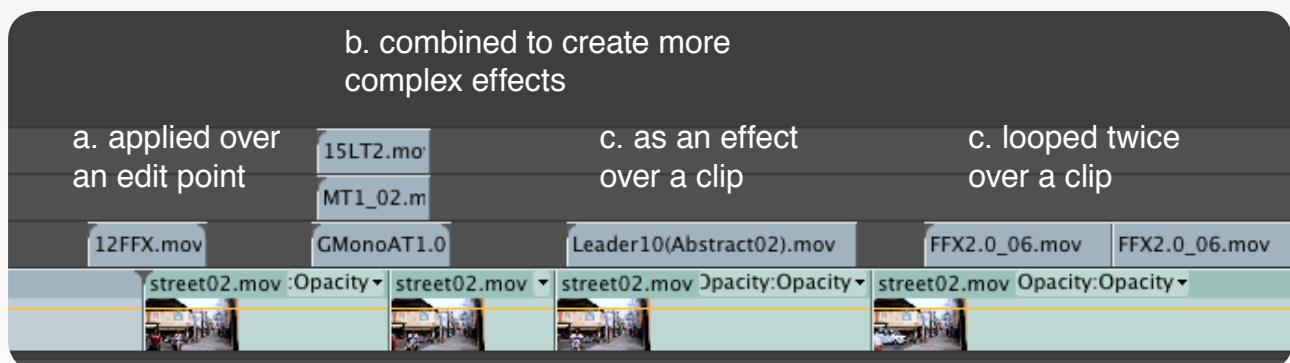 b. combined to create more
complex effects
a. applied over
an edit point
c. as an effect
over a clip
c. looped twice
over a clip
15LT2.mo
MT1_02.m
12FFX.mov
GMonoAT1.0
Leader10(Abstract02).mov
FFX2.0_06.mov
FFX2.0_06.mov
street02.mov :Opacity
street02.mov
street02.mov Opacity:Opacity
street02.mov Opacity:Opacity